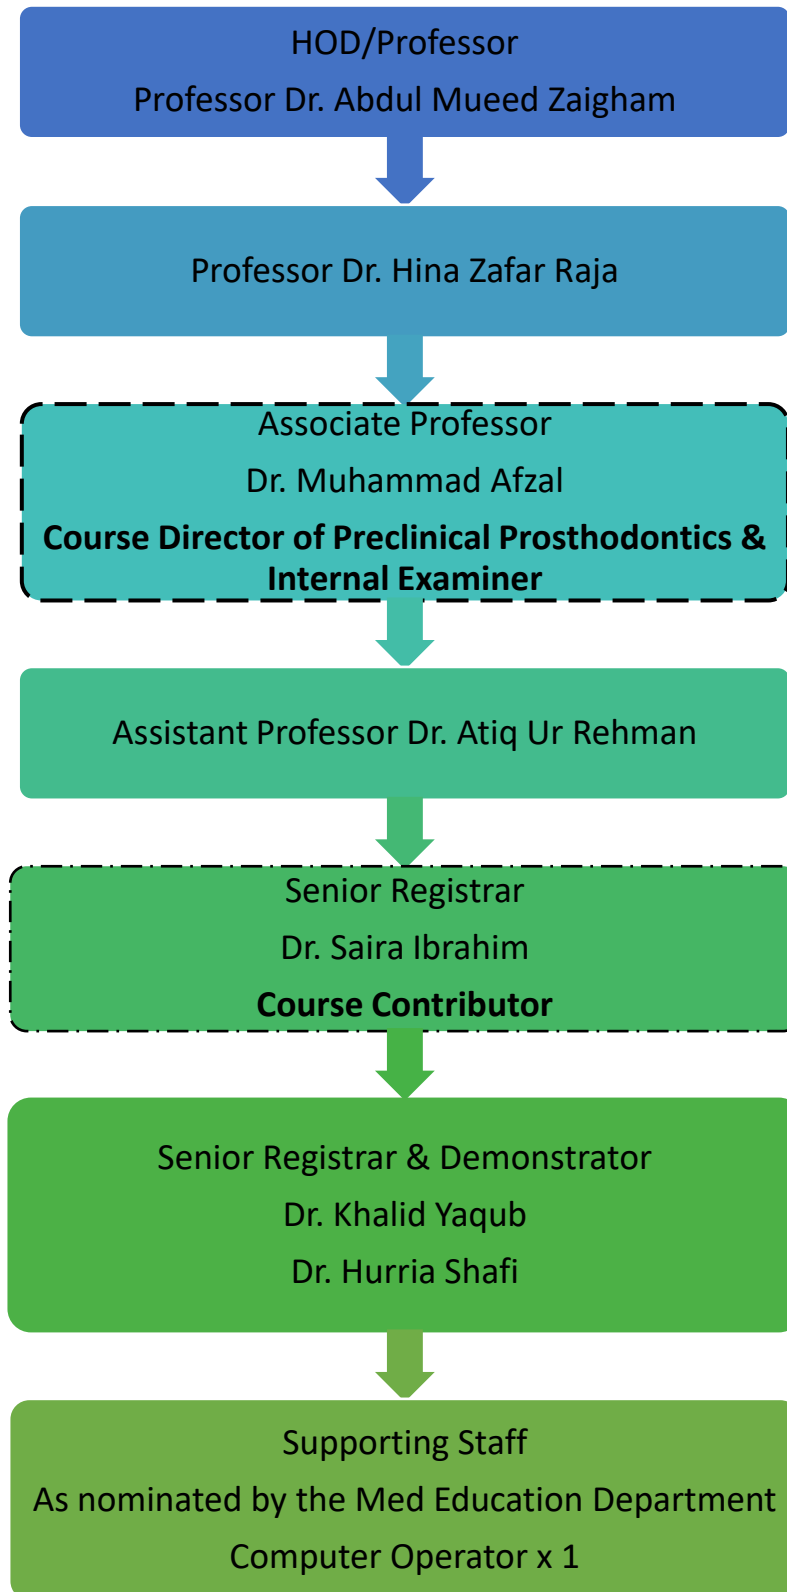 HOD/Professor
Professor Dr. Abdul Mueed Zaigham
Professor Dr. Hina Zafar Raja
Associate Professor
Dr. Muhammad Afzal
Course Director of Preclinical Prosthodontics &
Internal Examiner
Assistant Professor Dr. Atiq Ur Rehman
Senior Registrar
Dr. Saira Ibrahim
Course Contributor
Senior Registrar & Demonstrator
Dr. Khalid Yaqub
Dr. Hurria Shafi
Supporting Staff
As nominated by the Med Education Department
Computer Operator x 1